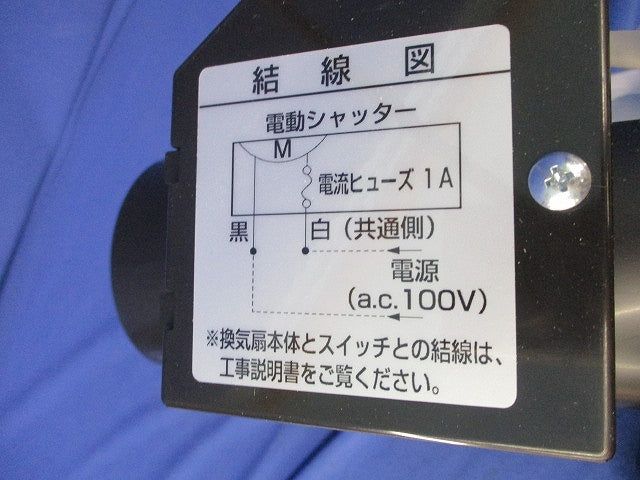 結線図
電動シャッター
M
電流ヒューズ 1A
黒 白（共通側）
電源
（a.c.100V）
※換気扇本体とスイッチとの結線は、
工事説明書をご覧ください。